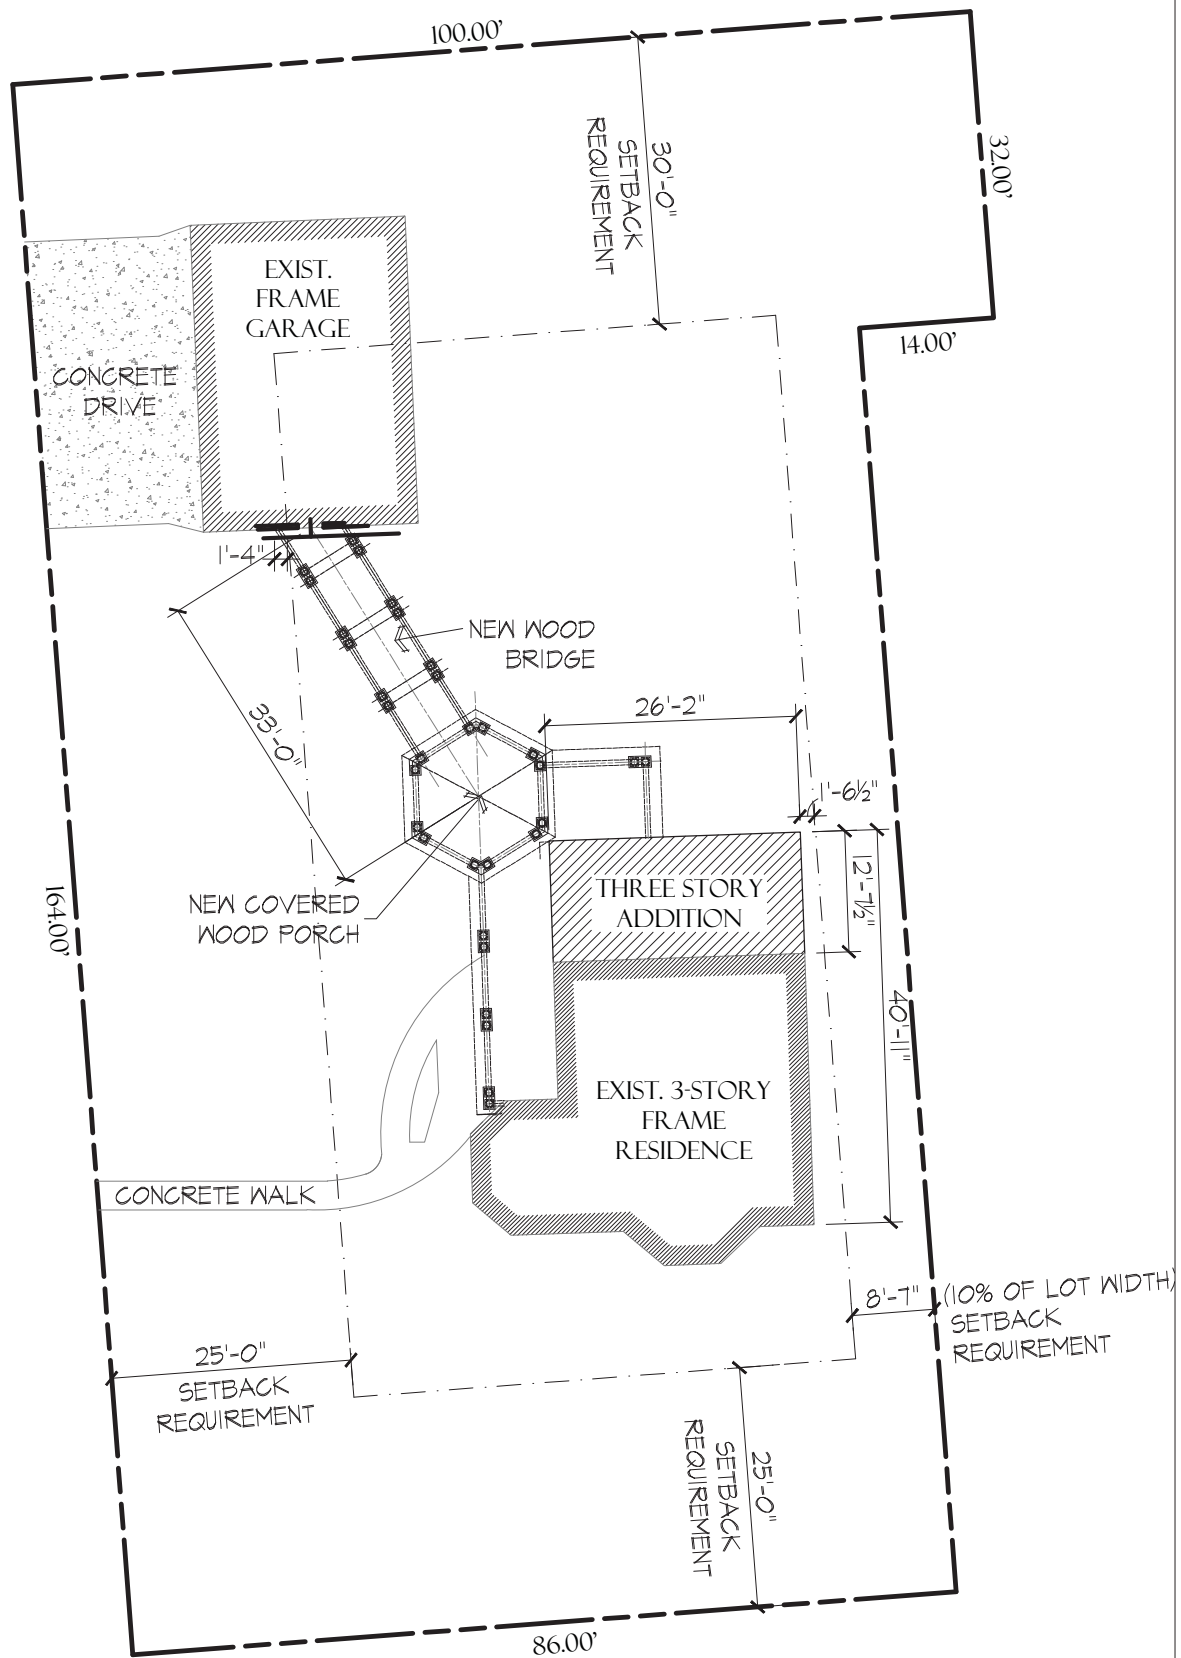 100.00'
30'-0"
SETBACK
REQUIREMENT
32.00'
14.00'
EXIST.
FRAME
GARAGE
CONCRETE
DRIVE
1'-4"
33'-0"
NEW WOOD
BRIDGE
26'-2"
1'-6½"
12'-7½"
THREE STORY
ADDITION
NEW COVERED
WOOD PORCH
164.00'
40'-11"
EXIST. 3-STORY
FRAME
RESIDENCE
CONCRETE WALK
8'-7"
(10% OF LOT WIDTH)
SETBACK
REQUIREMENT
25'-0"
SETBACK
REQUIREMENT
25'-0"
SETBACK
REQUIREMENT
86.00'